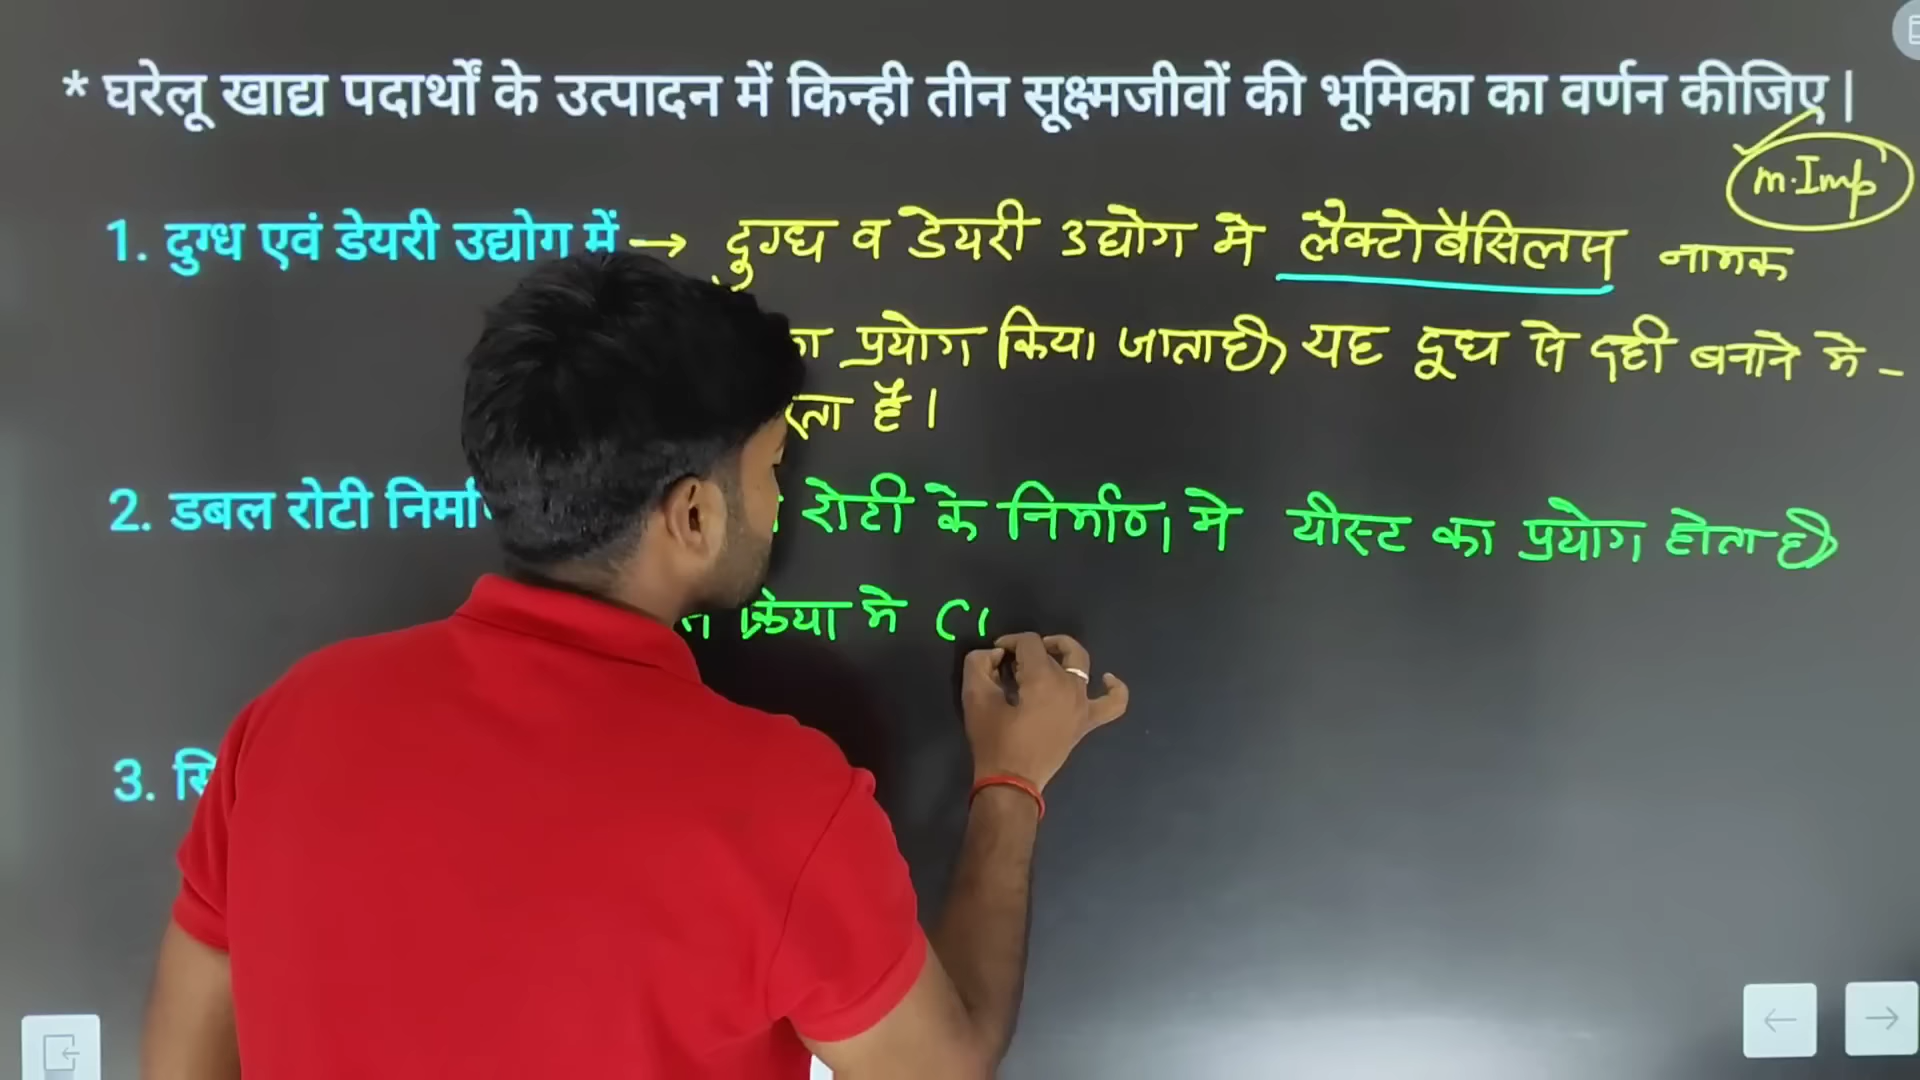 * घरेलू खाद्य पदार्थों के उत्पादन में किन्ही तीन सूक्ष्मजीवों की भूमिका का वर्णन कीजिए |
m.Imp
1. दुग्ध एवं डेयरी उद्योग में → दुग्ध व डेयरी उद्योग मे लैक्टोबैसिलस नामक
प्रयोग किया जाता है, यह दूध से दही बनाने मे -
है।
2. डबल रोटी रोटी के निर्माण मे यीस्ट का प्रयोग होता है,
क्रिया मे
3.